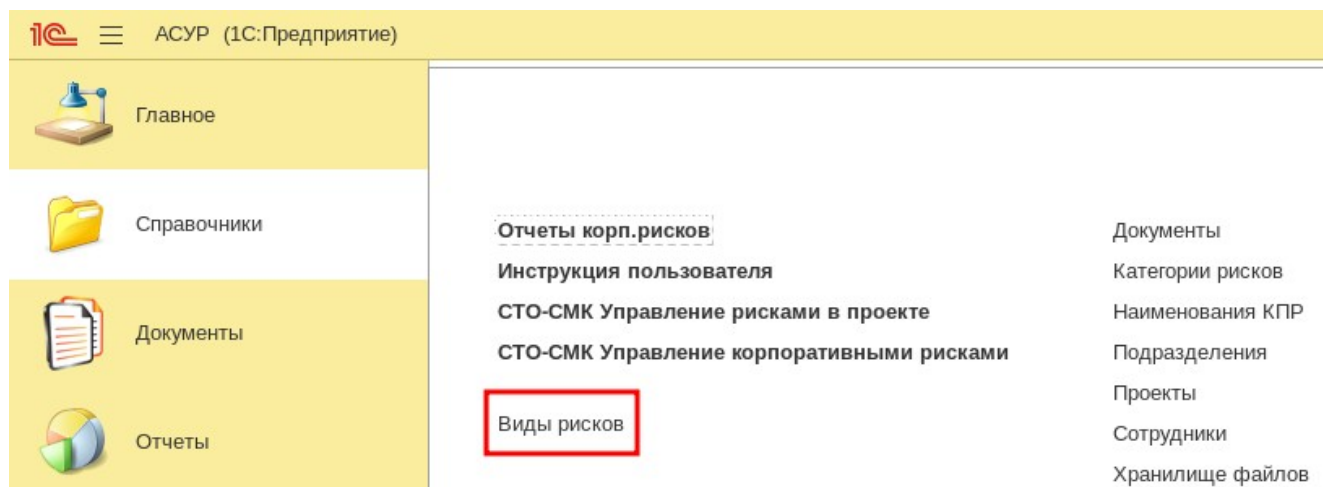 1С АСУР (1С:Предприятие)
Главное
Справочники
Документы
Отчеты
Отчеты корп.рисков
Инструкция пользователя
СТО-СМК Управление рисками в проекте
СТО-СМК Управление корпоративными рисками
Виды рисков
Документы
Категории рисков
Наименования КПР
Подразделения
Проекты
Сотрудники
Хранилище файлов